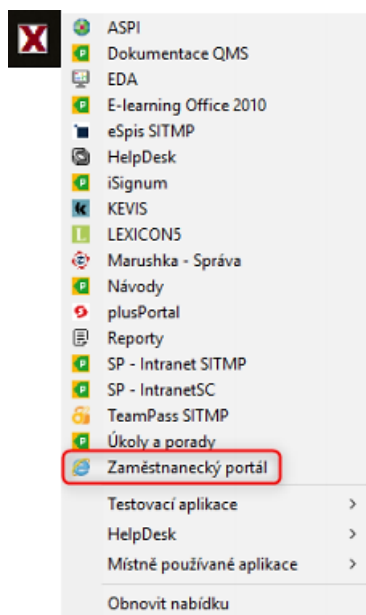 X
ASPI
Dokumentace QMS
EDA
E-learning Office 2010
eSpis SITMP
HelpDesk
iSignum
KEVIS
LEXICON5
Marushka - Správa
Návody
plusPortal
Reporty
SP - Intranet SITMP
SP - IntranetSC
TeamPass SITMP
Úkoly a porady
Zaměstnanecký portál
Testovací aplikace
HelpDesk
Místně používané aplikace
Obnovit nabídku